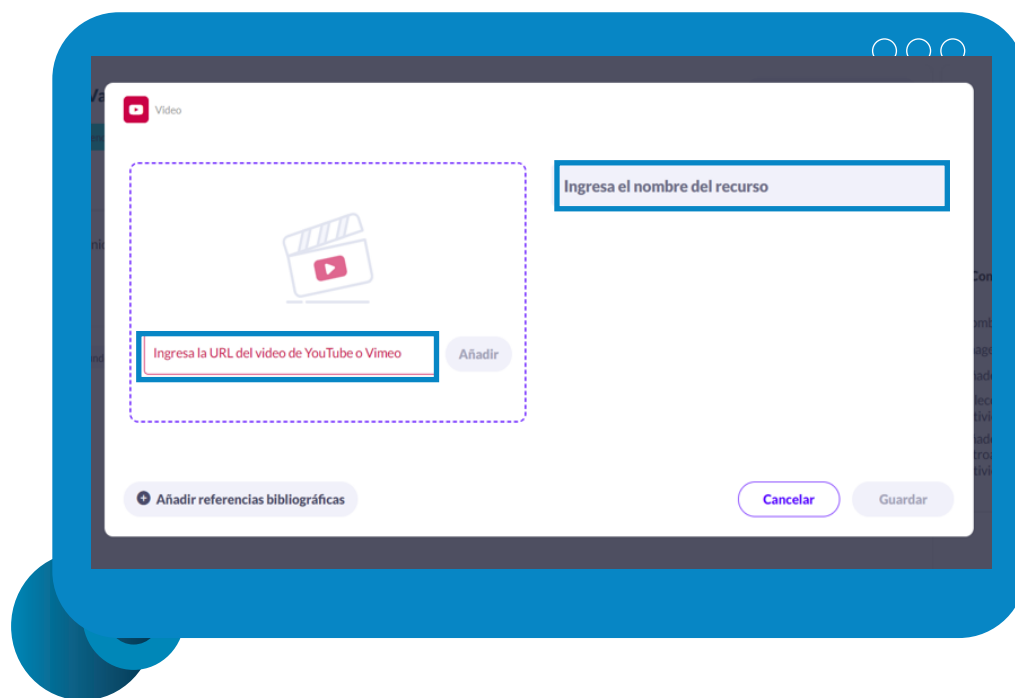 Video
Ingresa el nombre del recurso
Ingresa la URL del video de YouTube o Vimeo
Añadir
Añadir referencias bibliográficas
Cancelar
Guardar